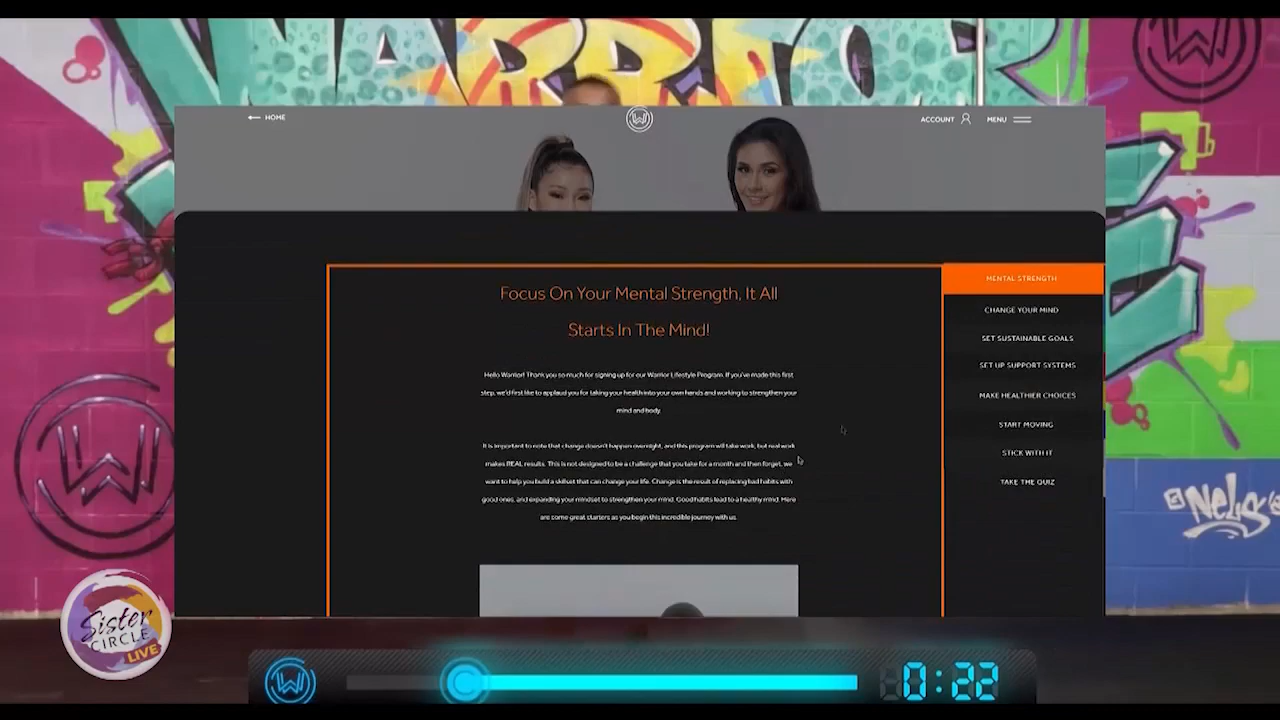 WARRIOR
HOME
ACCOUNT
MENU
Focus On Your Mental Strength, It All
Starts In The Mind!
Hello Warrior! Thank you so much for signing up for our Warrior Lifestyle Program. If you've made this first
step, we'd first like to applaud you for taking your health into your own hands and working to strengthen your
mind and body.
It is important to note that change doesn't happen overnight, and this program will take work, but real work
makes REAL results. This is not designed to be a challenge that you take for a month and then forget, we
want to help you build a skillset that can change your life. Change is the result of replacing bad habits with
good ones, and expanding your mindset to strengthen your mind. Good habits lead to a healthy mind. Here
are some great starters as you begin this incredible journey with us.
MENTAL STRENGTH
CHANGE YOUR MIND
SET SUSTAINABLE GOALS
SET UP SUPPORT SYSTEMS
MAKE HEALTHIER CHOICES
START MOVING
STICK WITH IT
TAKE THE QUIZ
Sister
CIRCLE
LIVE
0:22